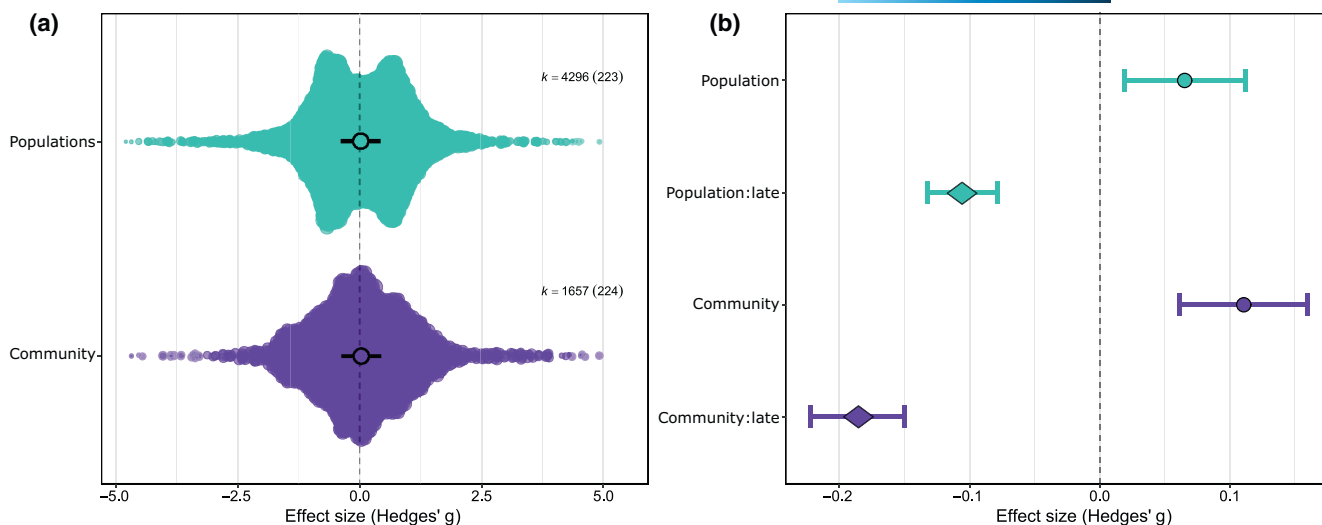 (a)
k = 4296 (223)
Populations
k = 1657 (224)
Community
−5.0 −2.5 0.0 2.5 5.0
Effect size (Hedges' g)
(b)
Population
Population:late
Community
Community:late
−0.2 −0.1 0.0 0.1
Effect size (Hedges' g)